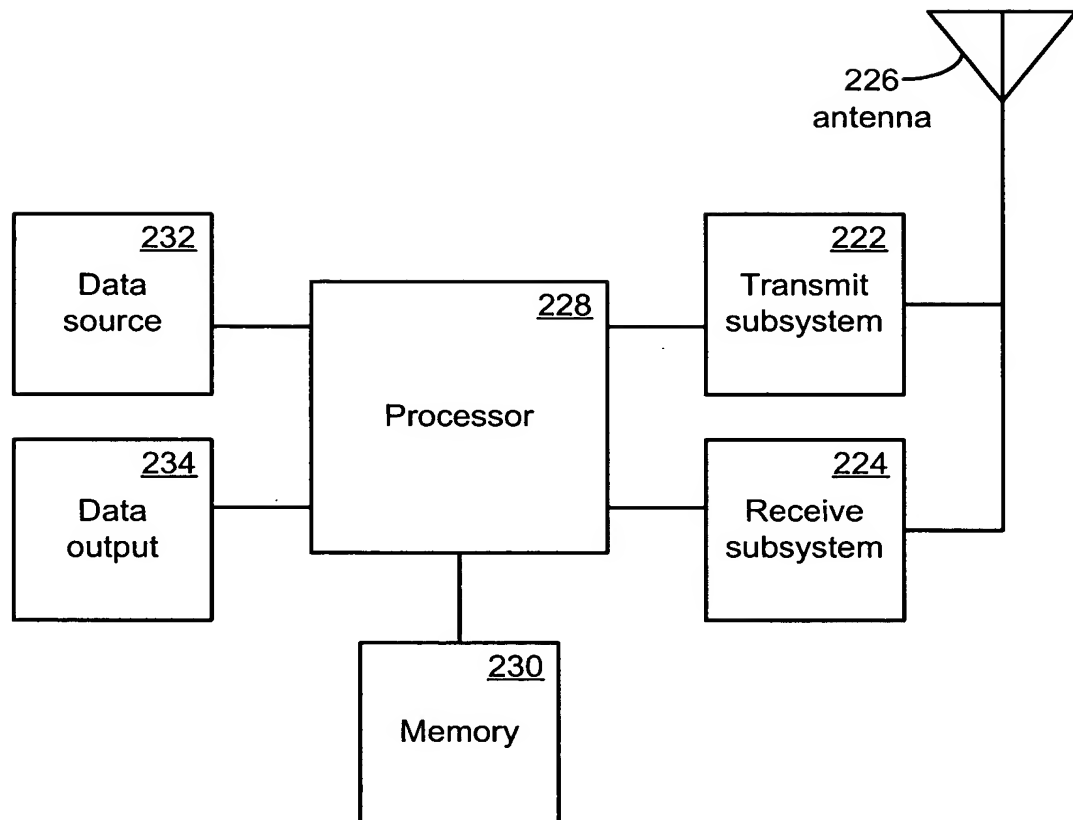 226
antenna
232
Data
source
228
Processor
222
Transmit
subsystem
234
Data
output
224
Receive
subsystem
230
Memory